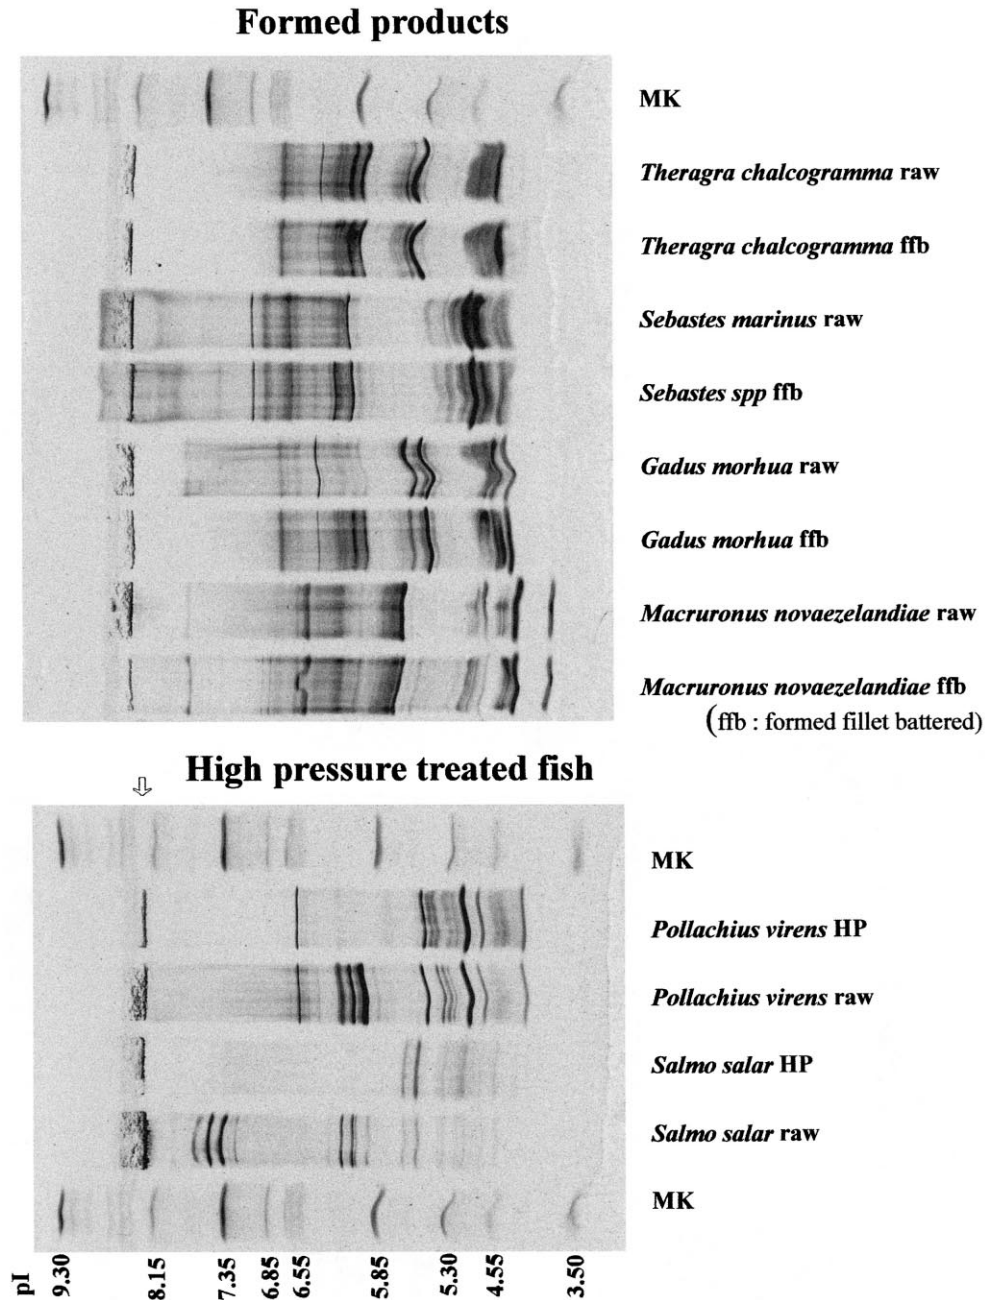 Formed products
MK
Theragra chalcogramma raw
Theragra chalcogramma ffb
Sebastes marinus raw
Sebastes spp ffb
Gadus morhua raw
Gadus morhua ffb
Macruronus novaezelandiae raw
Macruronus novaezelandiae ffb
(ffb : formed fillet battered)
High pressure treated fish
MK
Pollachius virens HP
Pollachius virens raw
Salmo salar HP
Salmo salar raw
MK
pI
9.30
8.15
7.35
6.85
6.55
5.85
5.30
4.55
3.50